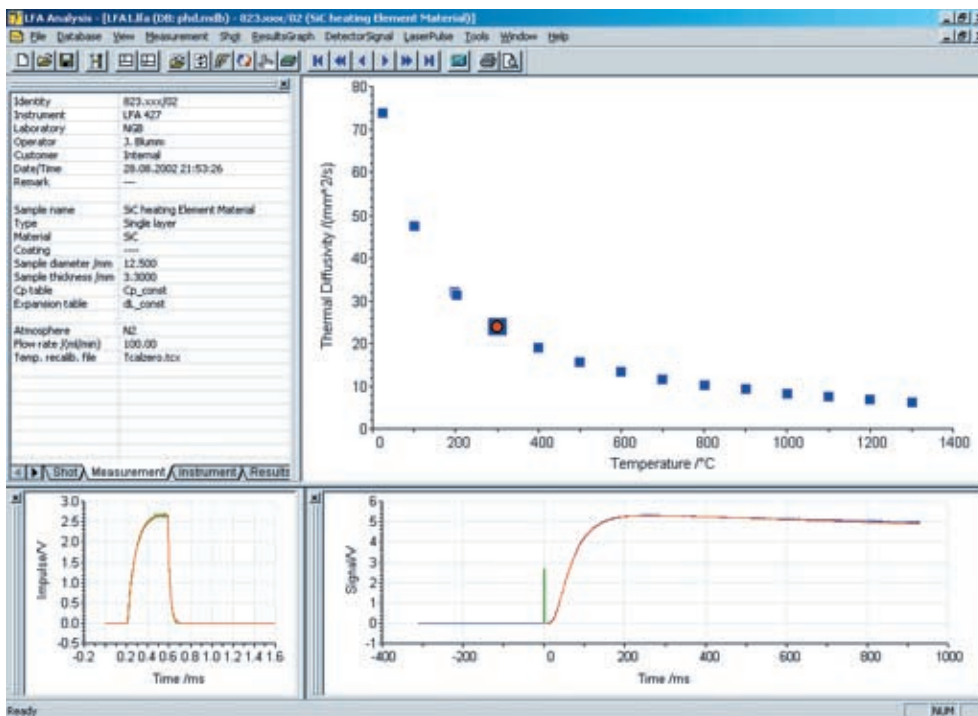 LFA Analysis - [LFA1.lfa (DB: phd.mdb) - 823.xxx/02 (SiC heating Element Material)]
File Database View Measurement Shot ResultsGraph DetectorSignal LaserPulse Tools Window Help
Identity 823.xxx/02
Instrument LFA 427
Laboratory NGB
Operator J. Blumm
Customer Internal
Date/Time 28.08.2002 21:53:26
Remark ---
Sample name SiC heating Element Material
Type Single layer
Material SiC
Coating ----
Sample diameter /mm 12.500
Sample thickness /mm 3.3000
Cp table Cp_const
Expansion table dL_const
Atmosphere N2
Flow rate /(ml/min) 100.00
Temp. recalib. file Tcalzero.tcx
Shot Measurement Instrument Results
80
70
60
50
40
30
20
10
0
Thermal Diffusivity /(mm^2/s)
0 200 400 600 800 1000 1200 1400
Temperature /°C
3.0
2.5
2.0
1.5
1.0
0.5
0.0
-0.5
Impulse/V
-0.2 0.2 0.4 0.6 0.8 1.0 1.2 1.4 1.6
Time /ms
6
5
4
3
2
1
0
-1
Signal/V
-400 -200 0 200 400 600 800 1000
Time /ms
Ready NUM